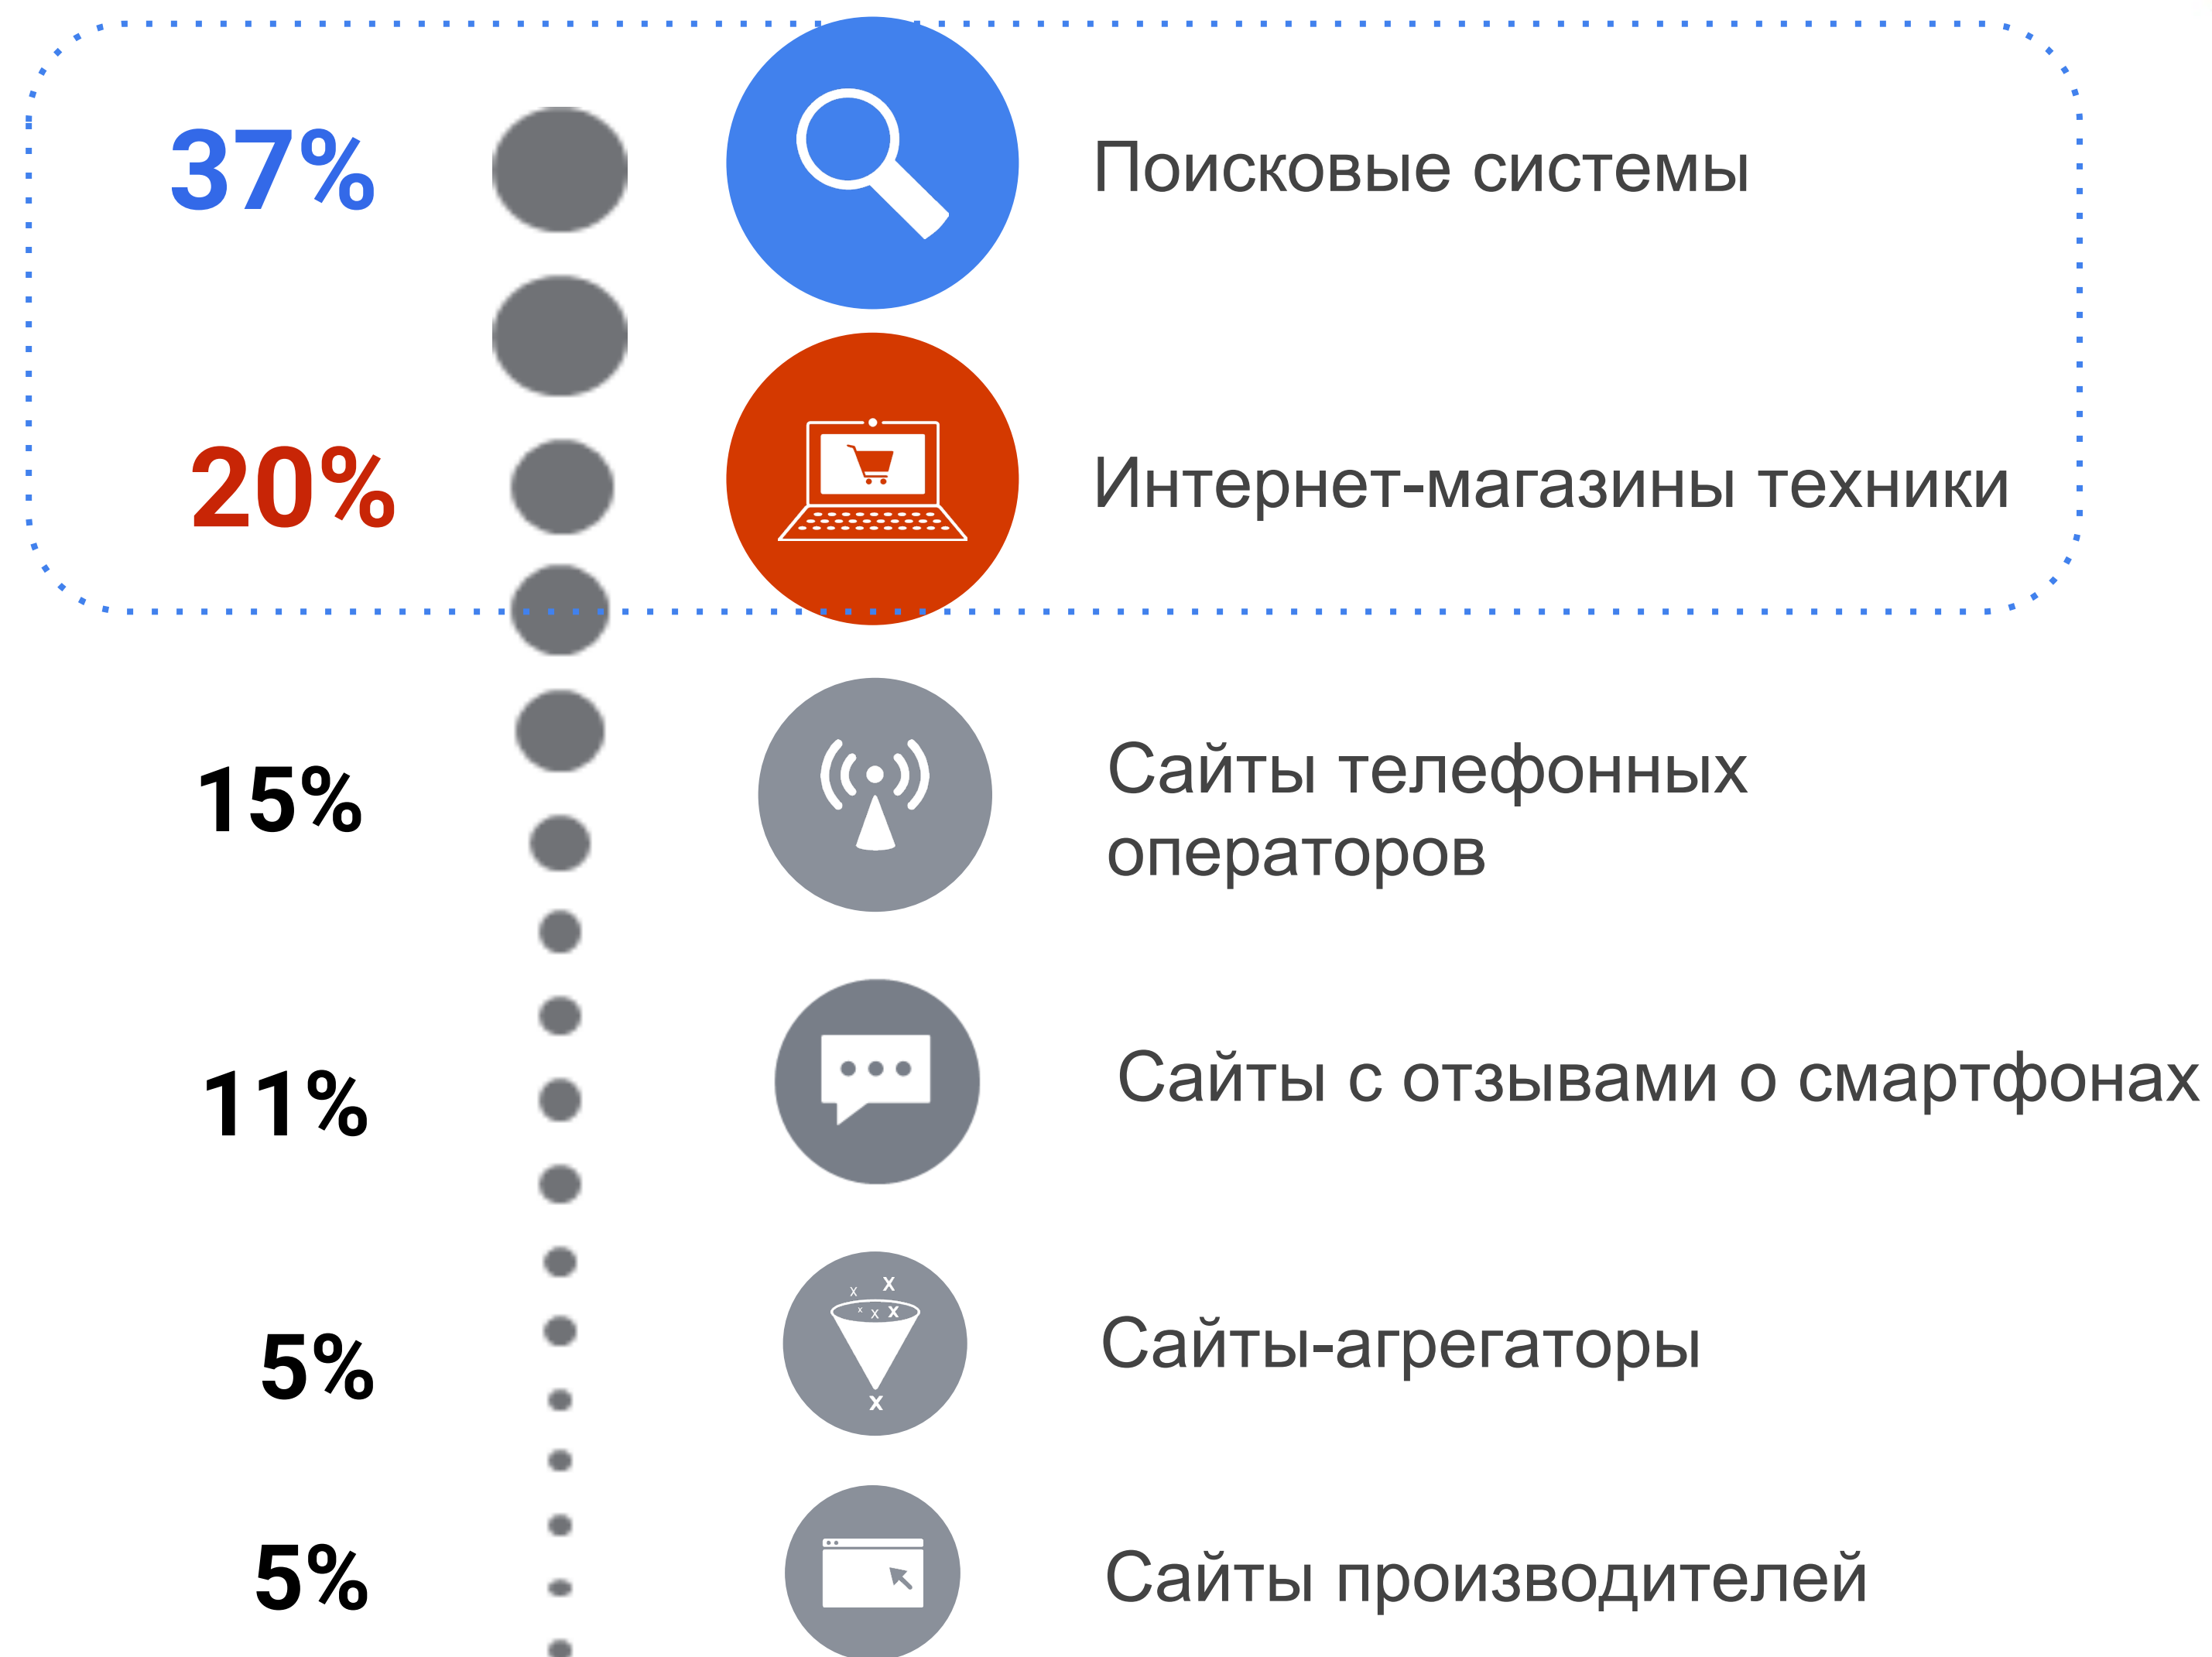 37% Поисковые системы
20% Интернет-магазины техники
15% Сайты телефонных
операторов
11% Сайты с отзывами о смартфонах
x x
x x x
x
5% Сайты-агрегаторы
5% Сайты производителей